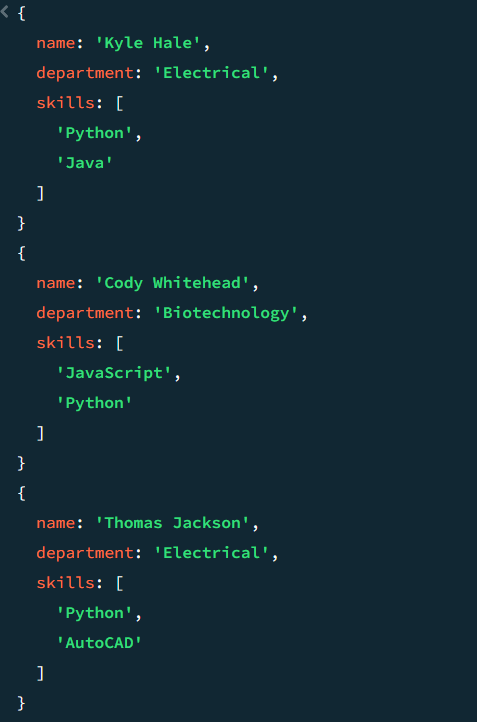 {
  name: 'Kyle Hale',
  department: 'Electrical',
  skills: [
    'Python',
    'Java'
  ]
}
{
  name: 'Cody Whitehead',
  department: 'Biotechnology',
  skills: [
    'JavaScript',
    'Python'
  ]
}
{
  name: 'Thomas Jackson',
  department: 'Electrical',
  skills: [
    'Python',
    'AutoCAD'
  ]
}